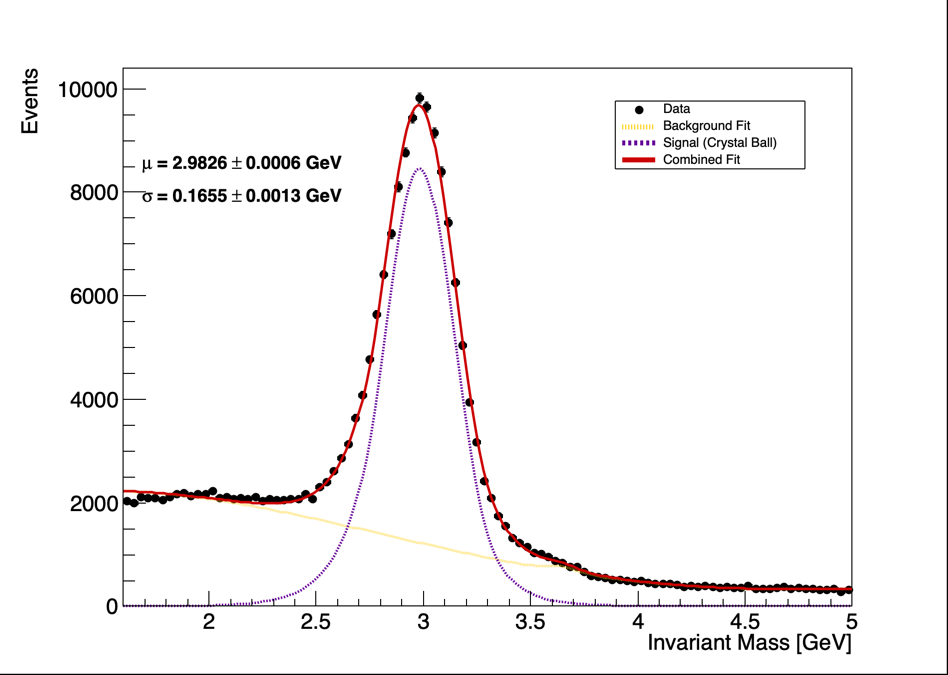 Events
10000
8000
6000
4000
2000
0
μ = 2.9826 ± 0.0006 GeV
σ = 0.1655 ± 0.0013 GeV
Data
Background Fit
Signal (Crystal Ball)
Combined Fit
2 2.5 3 3.5 4 4.5 5
Invariant Mass [GeV]